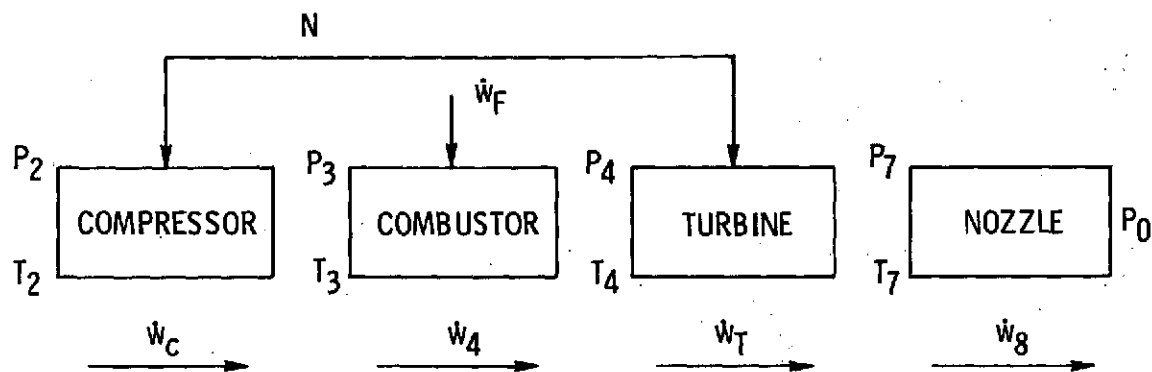 N
ẇF
P2 P3 P4 P7
COMPRESSOR COMBUSTOR TURBINE NOZZLE P0
T2 T3 T4 T7
ẇc ẇ4 ẇT ẇ8